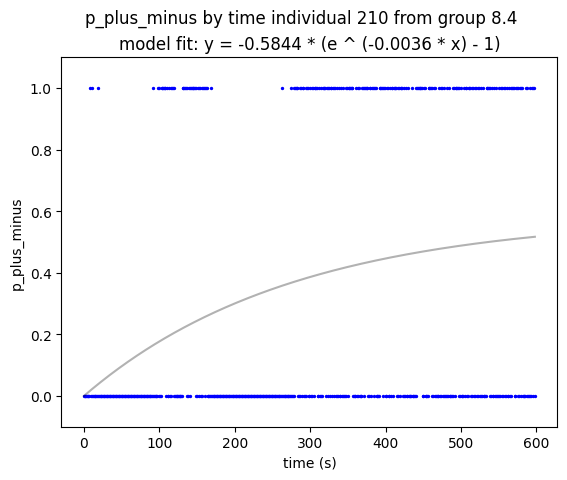 p_plus_minus by time individual 210 from group 8.4
model fit: y = -0.5844 * (e ^ (-0.0036 * x) - 1)
1.0
0.8
0.6
0.4
0.2
0.0
p_plus_minus
0 100 200 300 400 500 600
time (s)